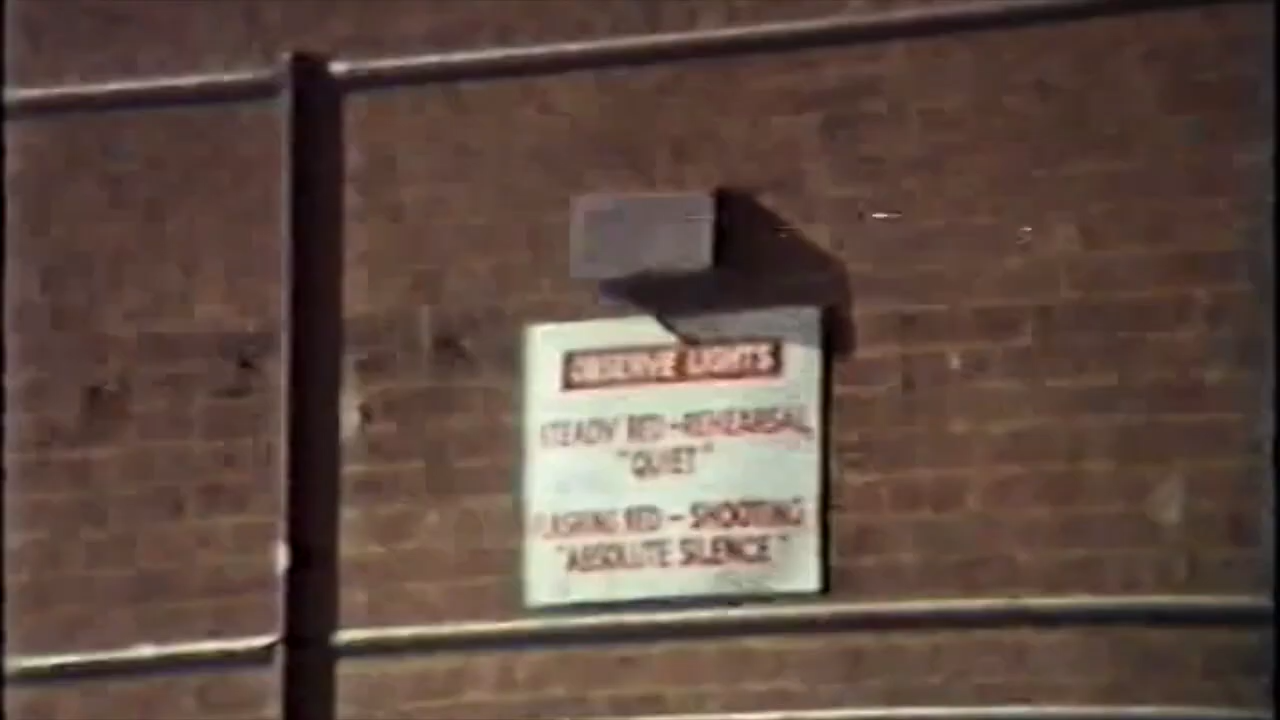 OBSERVE LIGHTS
STEADY RED - REHEARSAL
"QUIET"
FLASHING RED - SHOOTING
"ABSOLUTE SILENCE"